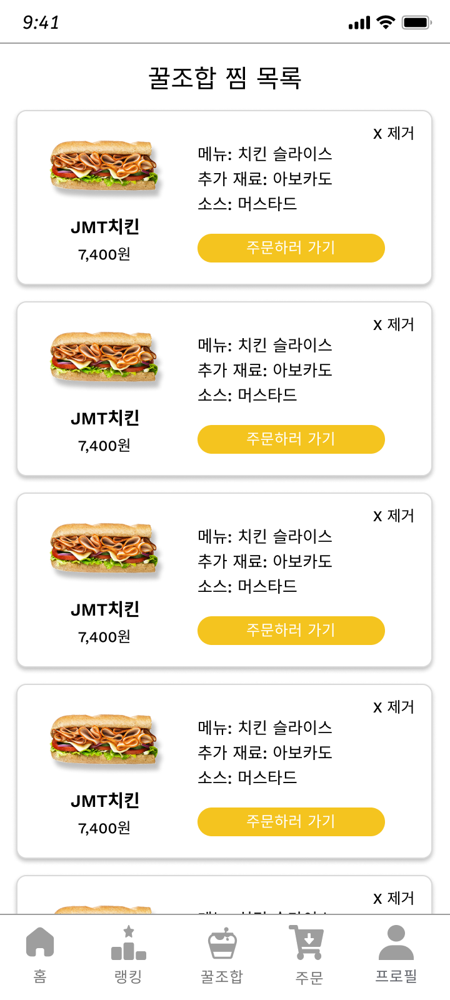 9:41
꿀조합 찜 목록
X 제거
메뉴: 치킨 슬라이스
추가 재료: 아보카도
소스: 머스타드
JMT치킨
7,400원
주문하러 가기
X 제거
메뉴: 치킨 슬라이스
추가 재료: 아보카도
소스: 머스타드
JMT치킨
7,400원
주문하러 가기
X 제거
메뉴: 치킨 슬라이스
추가 재료: 아보카도
소스: 머스타드
JMT치킨
7,400원
주문하러 가기
X 제거
메뉴: 치킨 슬라이스
추가 재료: 아보카도
소스: 머스타드
JMT치킨
7,400원
주문하러 가기
X 제거
홈
랭킹
꿀조합
주문
프로필